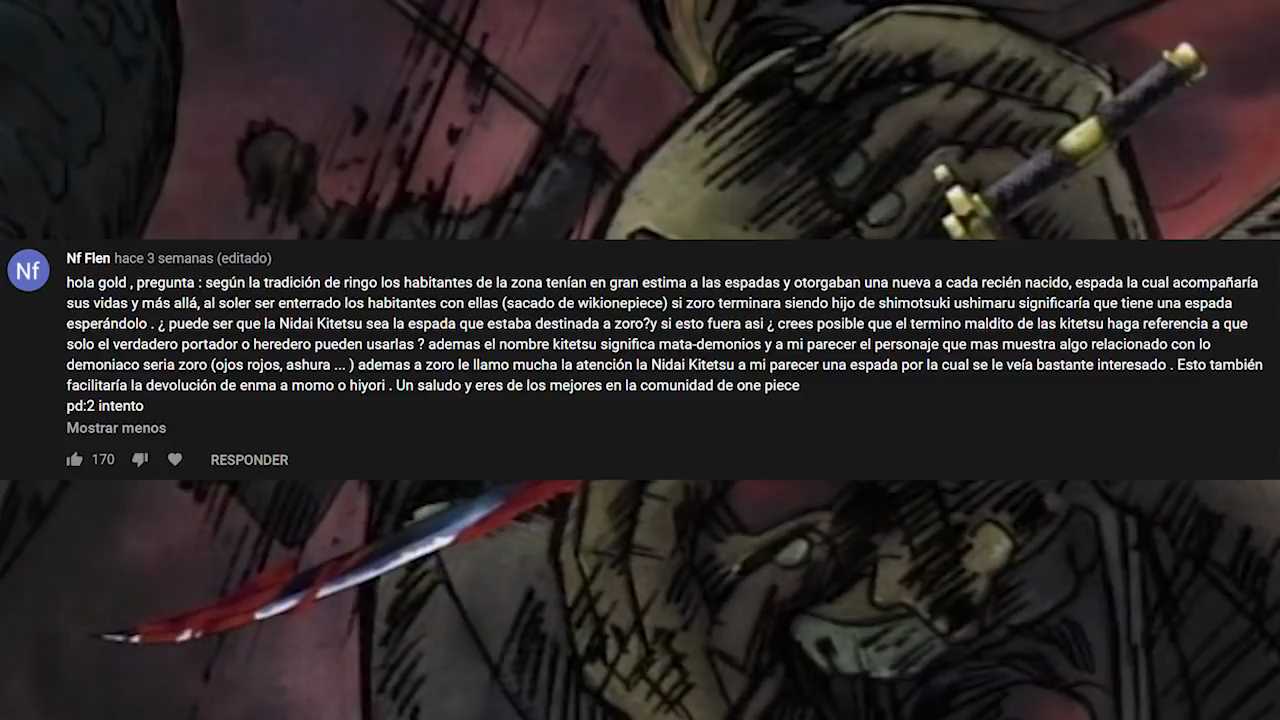 Nf
Nf Flen hace 3 semanas (editado)
hola gold , pregunta : según la tradición de ringo los habitantes de la zona tenían en gran estima a las espadas y otorgaban una nueva a cada recién nacido, espada la cual acompañaría
sus vidas y más allá, al soler ser enterrado los habitantes con ellas (sacado de wikionepiece) si zoro terminara siendo hijo de shimotsuki ushimaru significaría que tiene una espada
esperándolo . ¿ puede ser que la Nidai Kitetsu sea la espada que estaba destinada a zoro?y si esto fuera asi ¿ crees posible que el termino maldito de las kitetsu haga referencia a que
solo el verdadero portador o heredero pueden usarlas ? ademas el nombre kitetsu significa mata-demonios y a mi parecer el personaje que mas muestra algo relacionado con lo
demoniaco seria zoro (ojos rojos, ashura ... ) ademas a zoro le llamo mucha la atención la Nidai Kitetsu a mi parecer una espada por la cual se le veía bastante interesado . Esto también
facilitaría la devolución de enma a momo o hiyori . Un saludo y eres de los mejores en la comunidad de one piece
pd:2 intento
Mostrar menos
170 RESPONDER